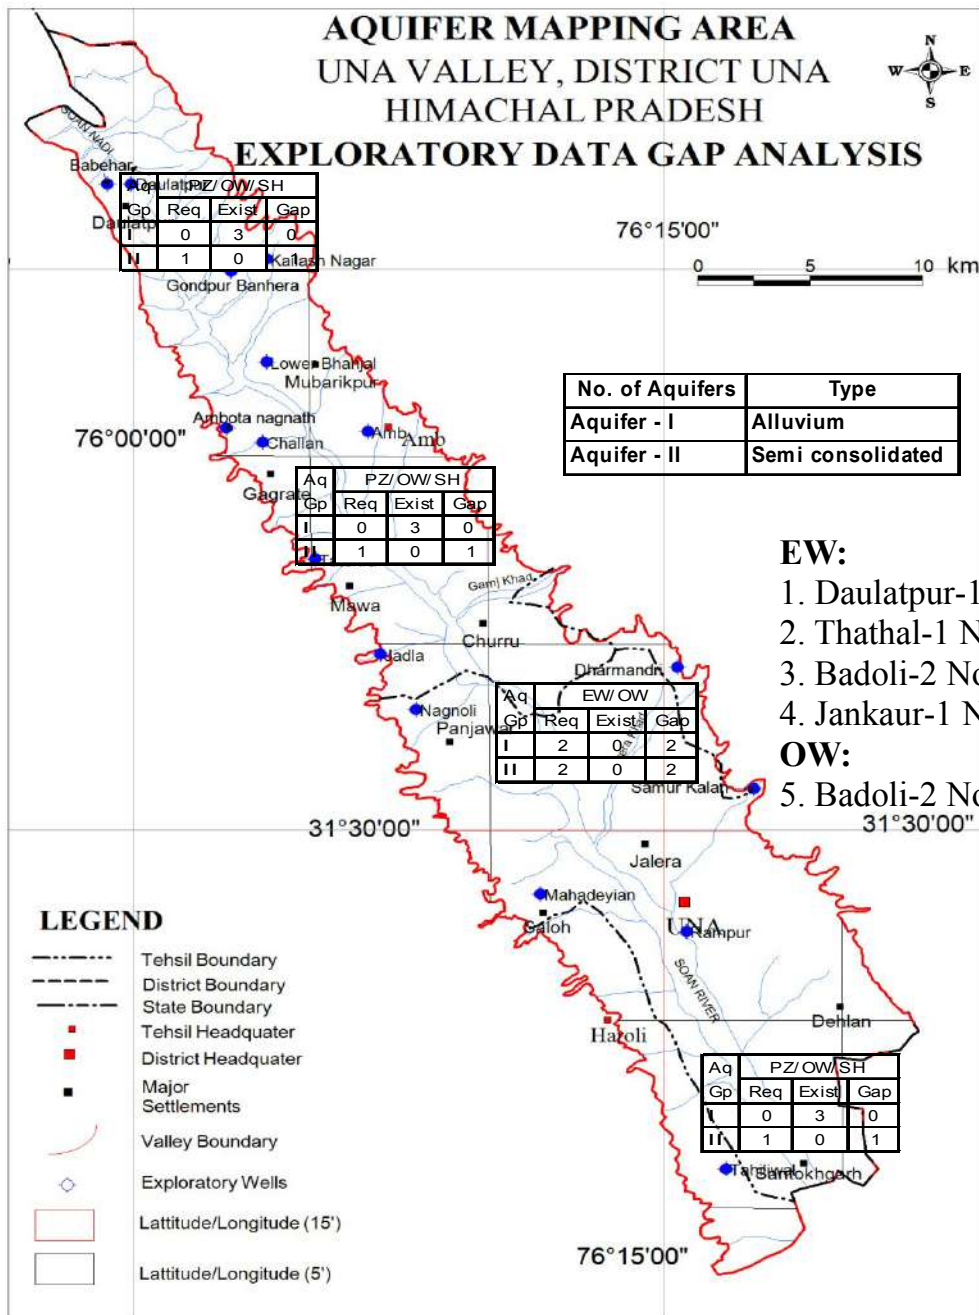 AQUIFER MAPPING AREA
UNA VALLEY, DISTRICT UNA
HIMACHAL PRADESH
EXPLORATORY DATA GAP ANALYSIS
N
W E
S
SOAN NADI
Babehar
Daulatpur
Daulatp
Aq PZ/OW/SH
Gp Req Exist Gap
I 0 3 0
II 1 0 1
Kailash Nagar
Gondpur Banhera
76°15'00"
0 5 10 km
Lower Bhanjal
Mubarikpur
No. of Aquifers Type
Aquifer - I Alluvium
Aquifer - II Semi consolidated
76°00'00"
Ambota nagnath
Challan
Amb
Amb
Gagrate
Aq PZ/OW/SH
Gp Req Exist Gap
I 0 3 0
II 1 0 1
Mawa
Gamj Khad
Churru
EW:
1. Daulatpur-1
2. Thathal-1 N
3. Badoli-2 No
4. Jankaur-1 N
OW:
5. Badoli-2 No
Jadla
Dharmandri
Nagnoli
Panjawar
Aq EW/OW
Gp Req Exist Gap
I 2 0 2
II 2 0 2
Samur Kalan
31°30'00"
31°30'00"
Jalera
Mahadeyian
Saloh
UNA
Rampur
SOAN RIVER
Dehlan
Haroli
Aq PZ/OW/SH
Gp Req Exist Gap
I 0 3 0
II 1 0 1
Tahliwal
Santokhgarh
76°15'00"
LEGEND
Tehsil Boundary
District Boundary
State Boundary
Tehsil Headquater
District Headquater
Major
Settlements
Valley Boundary
Exploratory Wells
Lattitude/Longitude (15')
Lattitude/Longitude (5')